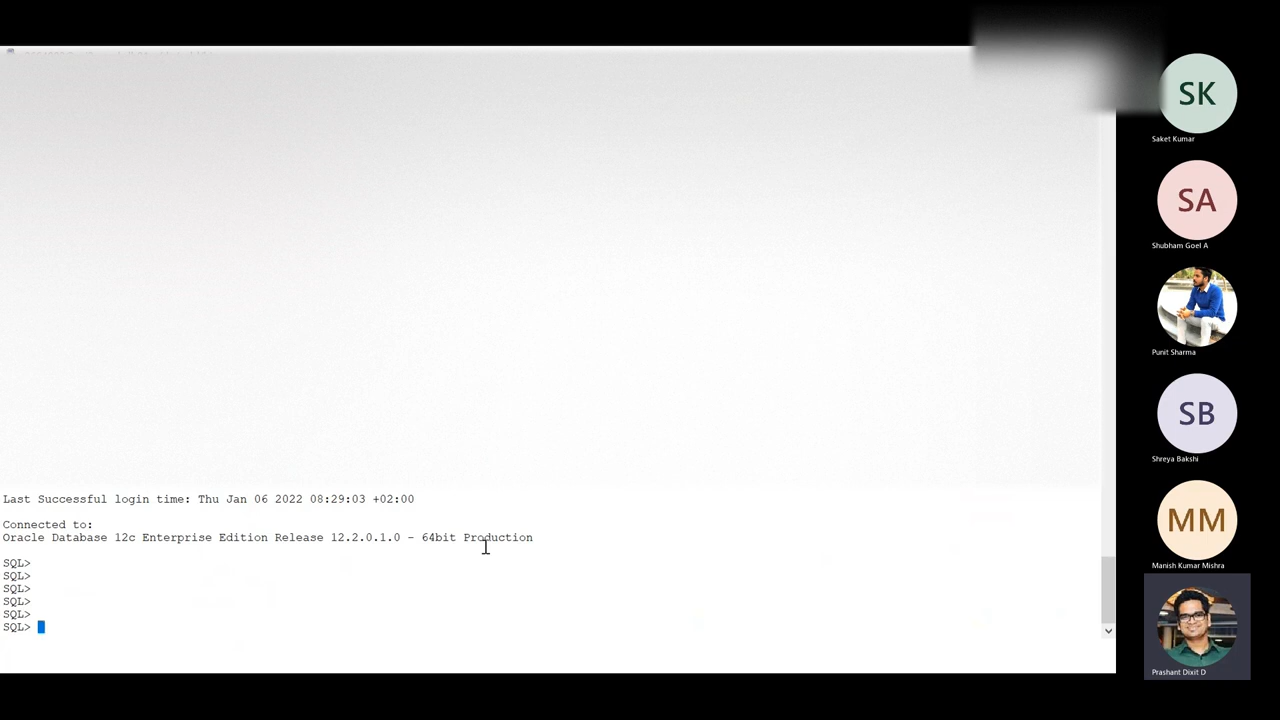 Last Successful login time: Thu Jan 06 2022 08:29:03 +02:00
Connected to:
Oracle Database 12c Enterprise Edition Release 12.2.0.1.0 - 64bit Production
SQL>
SQL>
SQL>
SQL>
SQL>
SQL>
SK
Saket Kumar
SA
Shubham Goel A
Punit Sharma
SB
Shreya Bakshi
MM
Manish Kumar Mishra
Prashant Dixit D